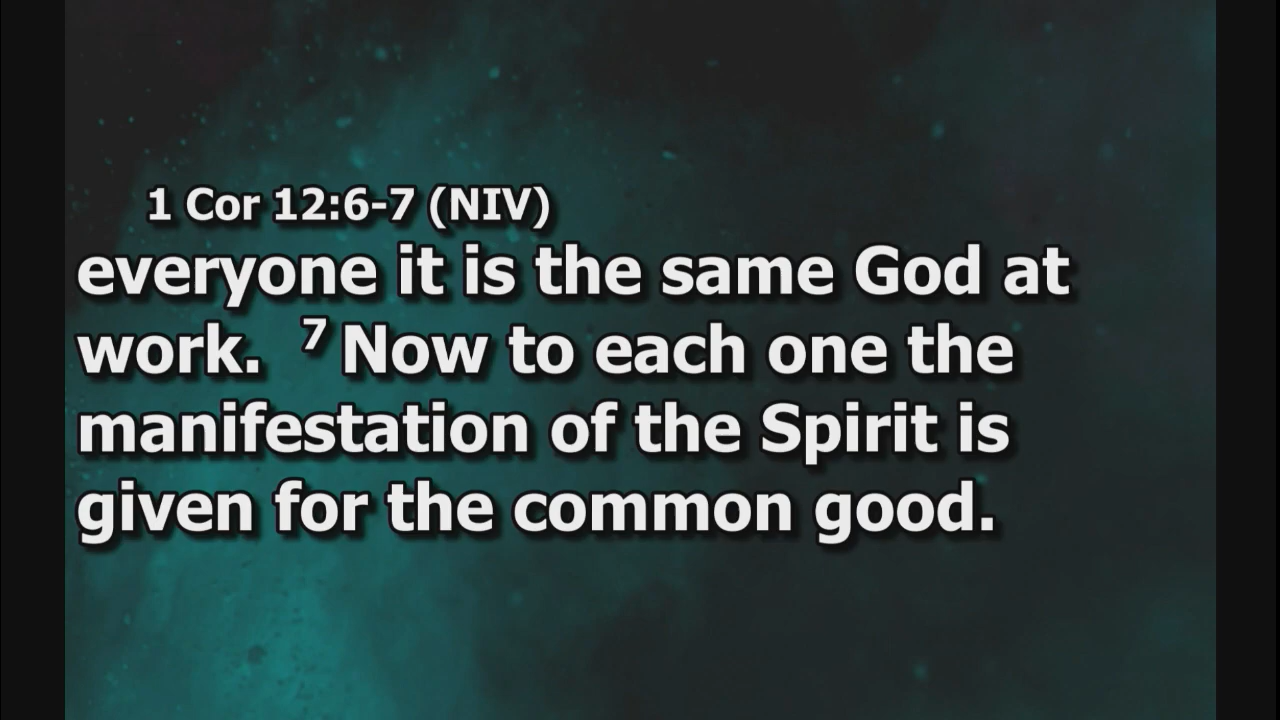 1 Cor 12:6-7 (NIV)
everyone it is the same God at
work. ⁷ Now to each one the
manifestation of the Spirit is
given for the common good.